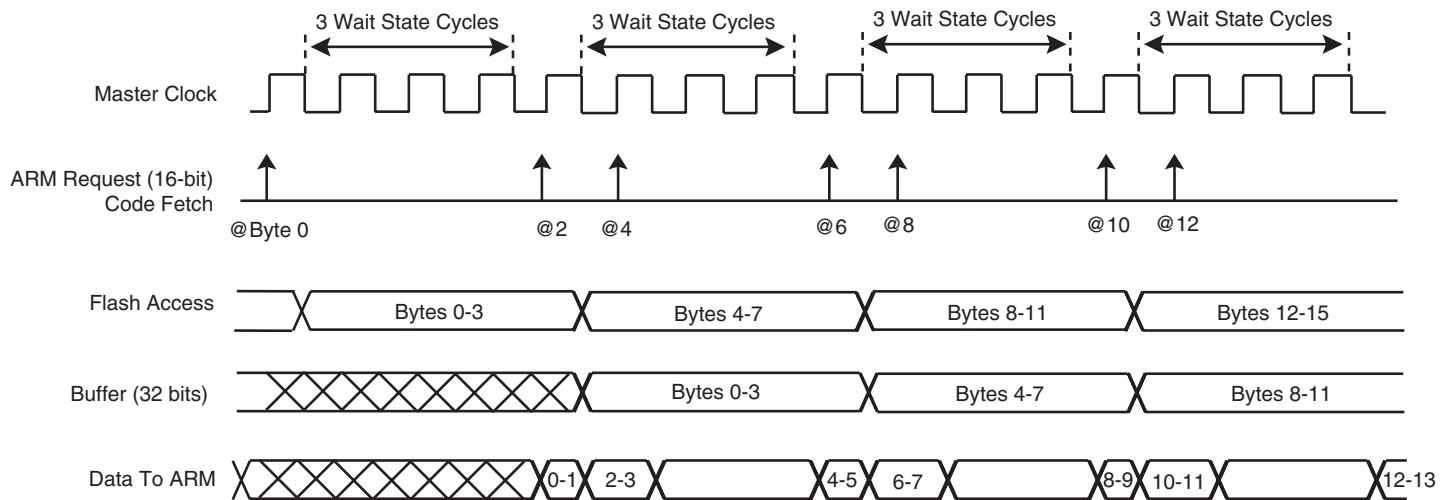 3 Wait State Cycles
3 Wait State Cycles
3 Wait State Cycles
3 Wait State Cycles
Master Clock
ARM Request (16-bit)
Code Fetch
@Byte 0
@2
@4
@6
@8
@10
@12
Flash Access
Bytes 0-3
Bytes 4-7
Bytes 8-11
Bytes 12-15
Buffer (32 bits)
Bytes 0-3
Bytes 4-7
Bytes 8-11
Data To ARM
0-1
2-3
4-5
6-7
8-9
10-11
12-13